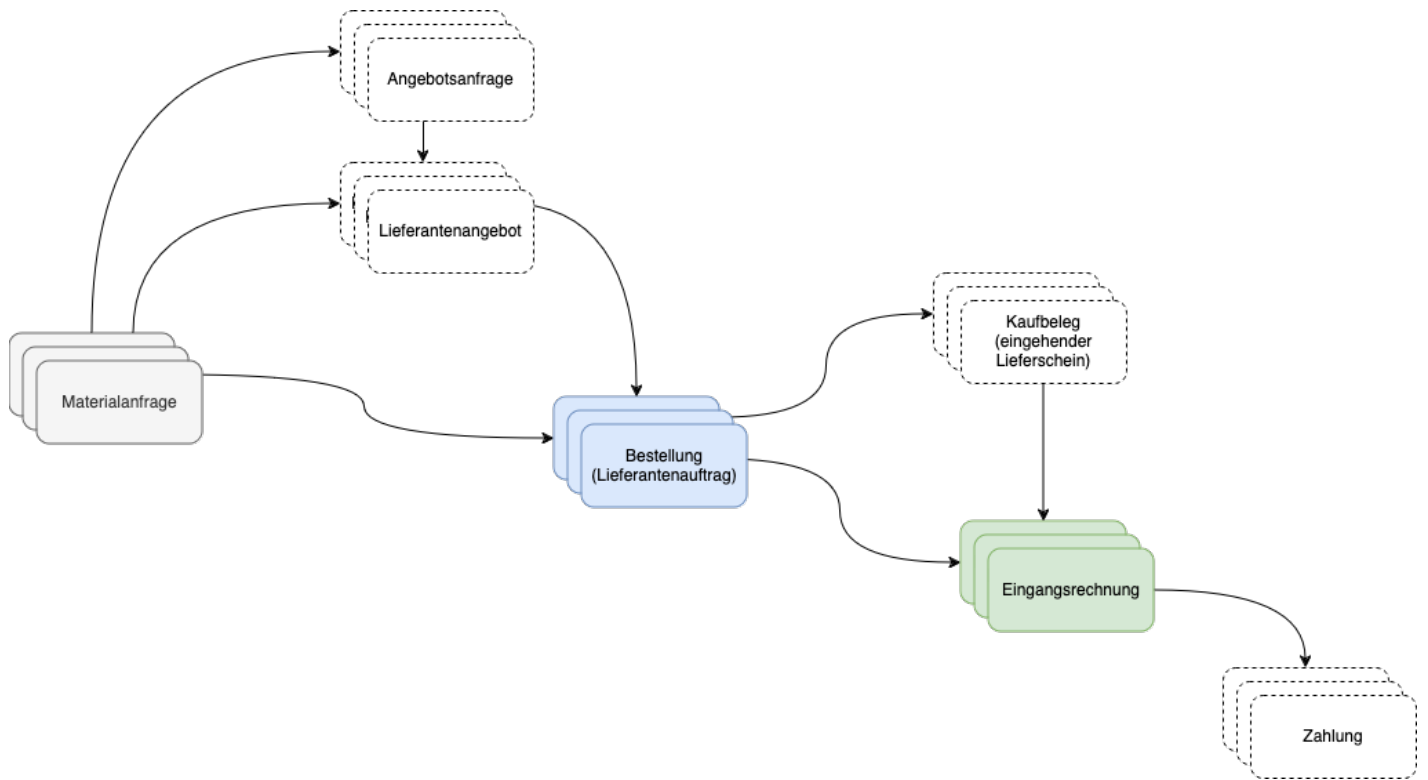 Angebotsanfrage
Lieferantenangebot
Kaufbeleg
(eingehender
Lieferschein)
Materialanfrage
Bestellung
(Lieferantenauftrag)
Eingangsrechnung
Zahlung